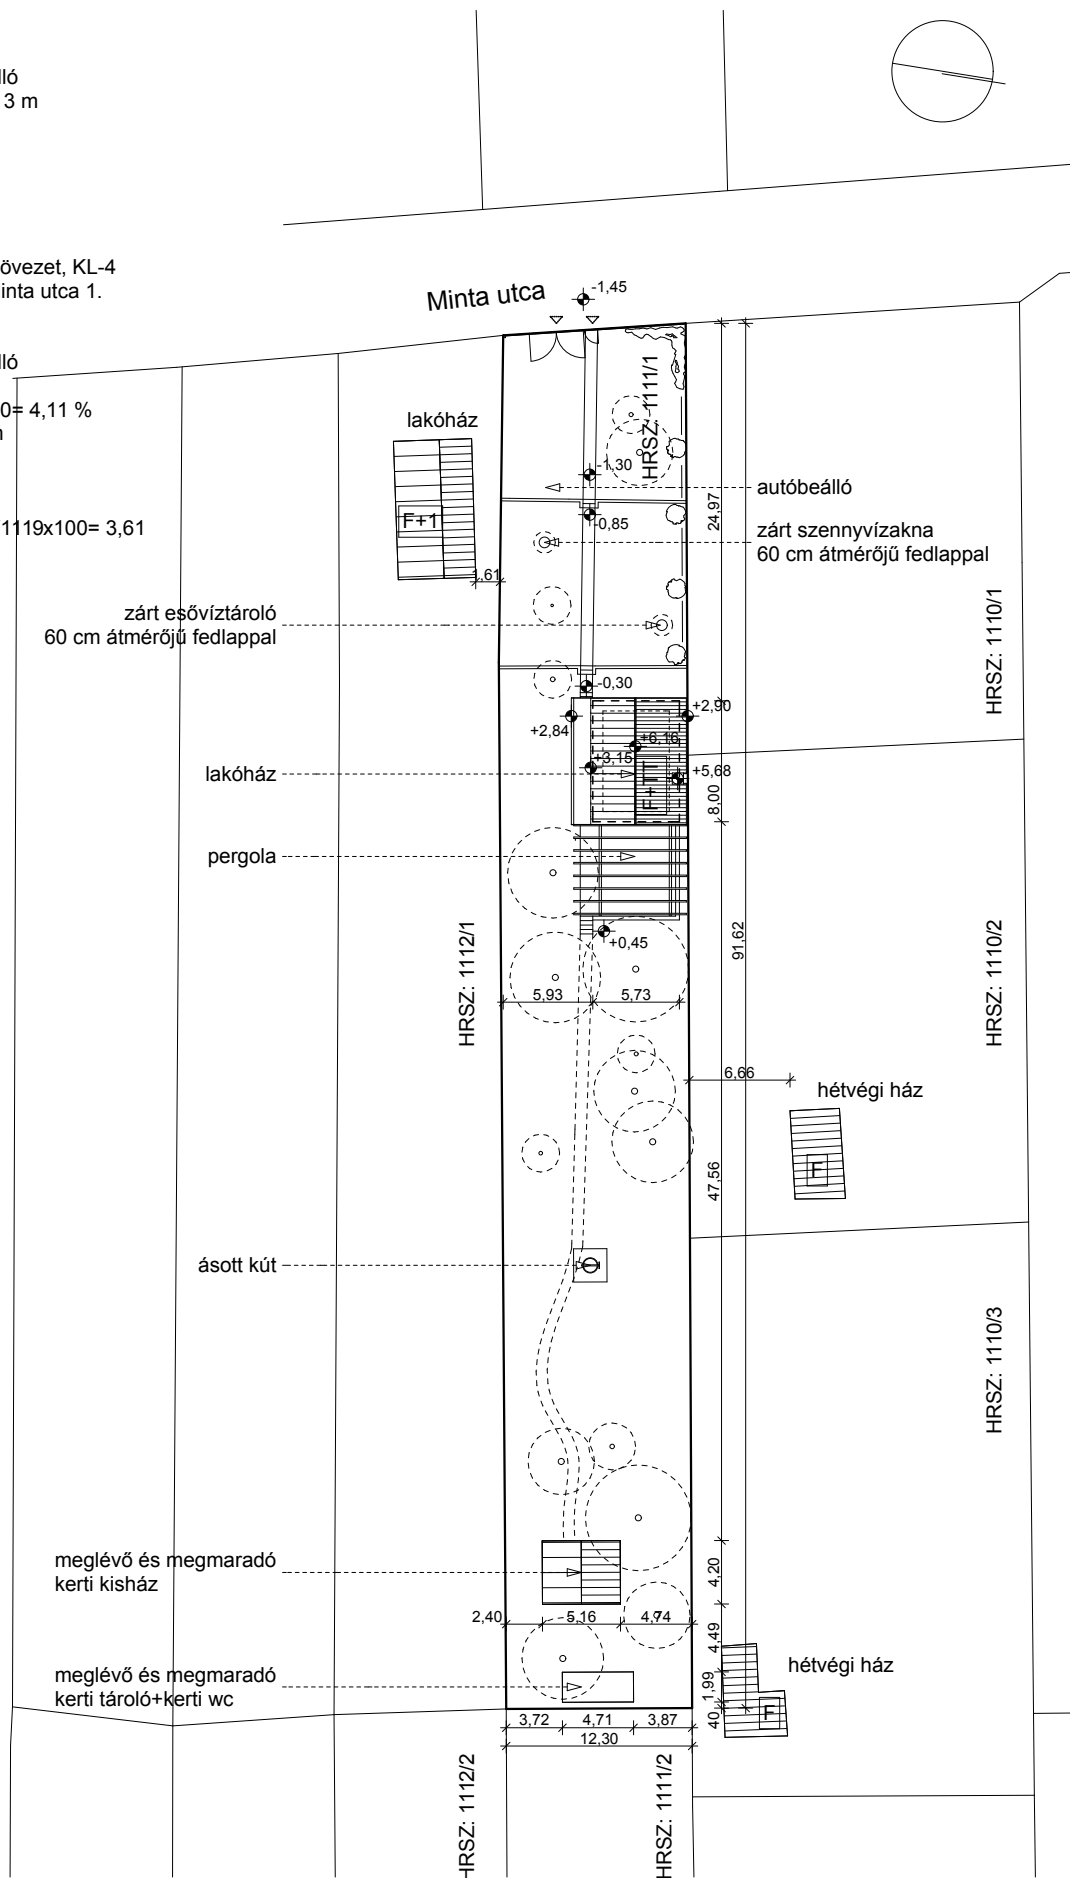 lló
3 m
övezet, KL-4
inta utca 1.
Minta utca
-1,45
lló
0= 4,11 %
lakóház
HRSZ: 1111/1
-1,30
autóbeálló
24,97
F+1
-0,85
1119x100= 3,61
zárt szennyvízakna
60 cm átmérőjű fedlappal
1,61
zárt esővíztároló
60 cm átmérőjű fedlappal
HRSZ: 1110/1
-0,30
+2,90
+2,84
+6,16
+3,15
+5,68
lakóház
8,00
pergola
91,62
+0,45
HRSZ: 1112/1
HRSZ: 1110/2
5,93
5,73
6,66
hétvégi ház
47,56
F
ásott kút
HRSZ: 1110/3
meglévő és megmaradó
kerti kisház
4,20
2,40
5,16
4,74
4,49
hétvégi ház
meglévő és megmaradó
kerti tároló+kerti wc
1,99
40
F
3,72
4,71
3,87
12,30
HRSZ: 1112/2
HRSZ: 1111/2